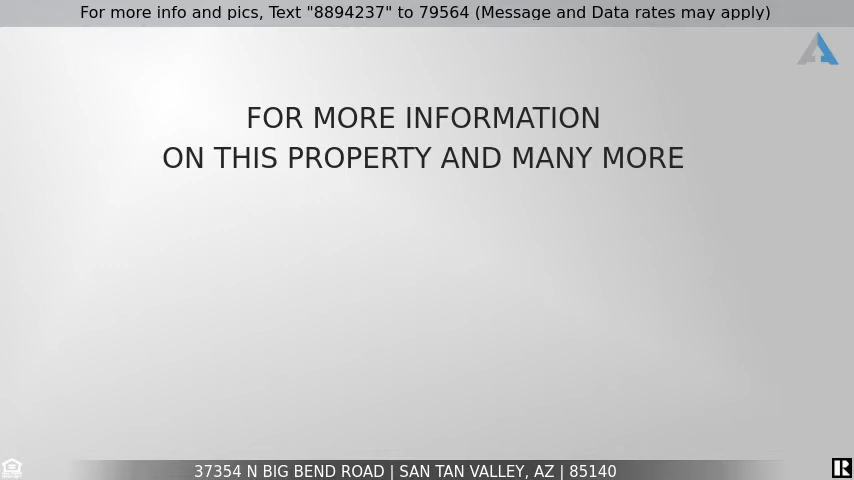 For more info and pics, Text "8894237" to 79564 (Message and Data rates may apply)
FOR MORE INFORMATION
ON THIS PROPERTY AND MANY MORE
37354 N BIG BEND ROAD | SAN TAN VALLEY, AZ | 85140